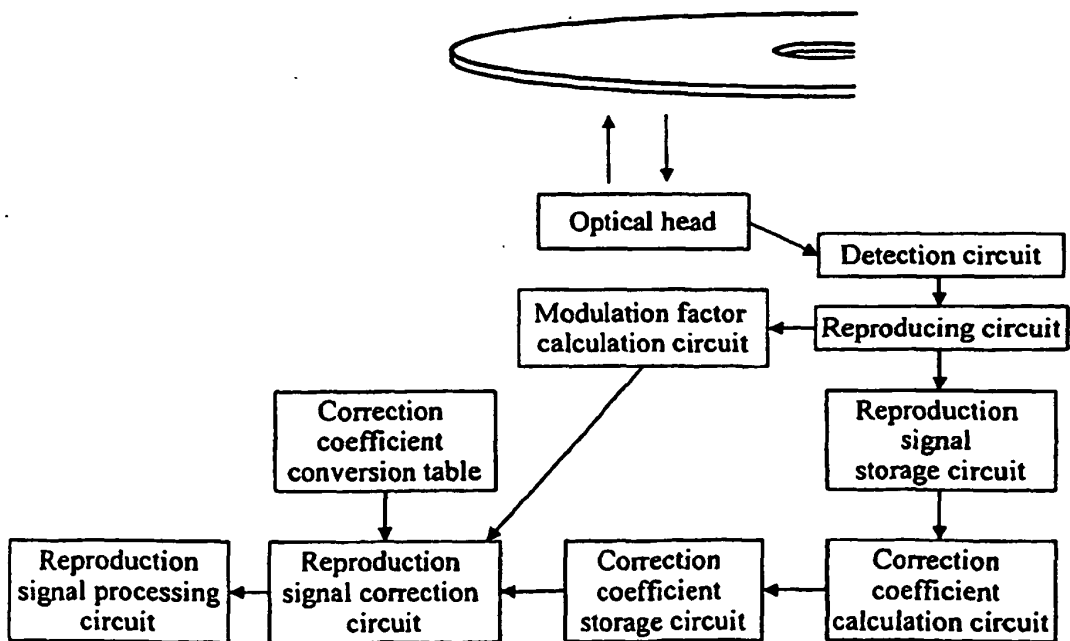 Optical head
Detection circuit
Modulation factor
calculation circuit
Reproducing circuit
Correction
coefficient
conversion table
Reproduction
signal
storage circuit
Reproduction
signal processing
circuit
Reproduction
signal correction
circuit
Correction
coefficient
storage circuit
Correction
coefficient
calculation circuit